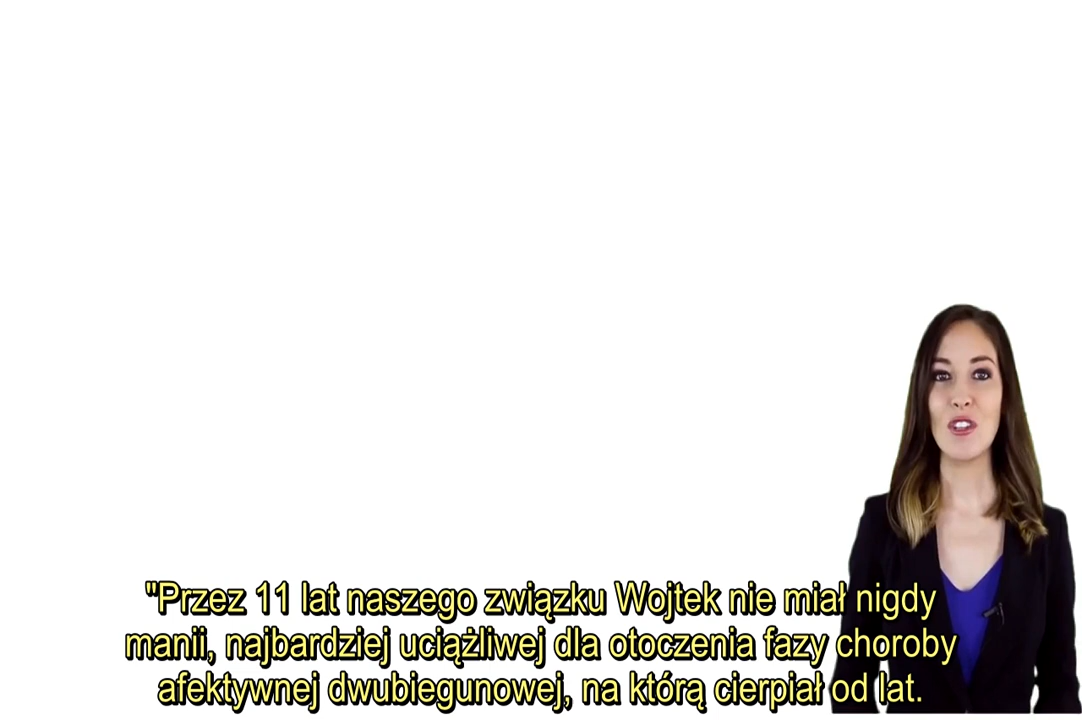 "Przez 11 lat naszego związku Wojtek nie miał nigdy
manii, najbardziej uciążliwej dla otoczenia fazy choroby
afektywnej dwubiegunowej, na którą cierpiał od lat.